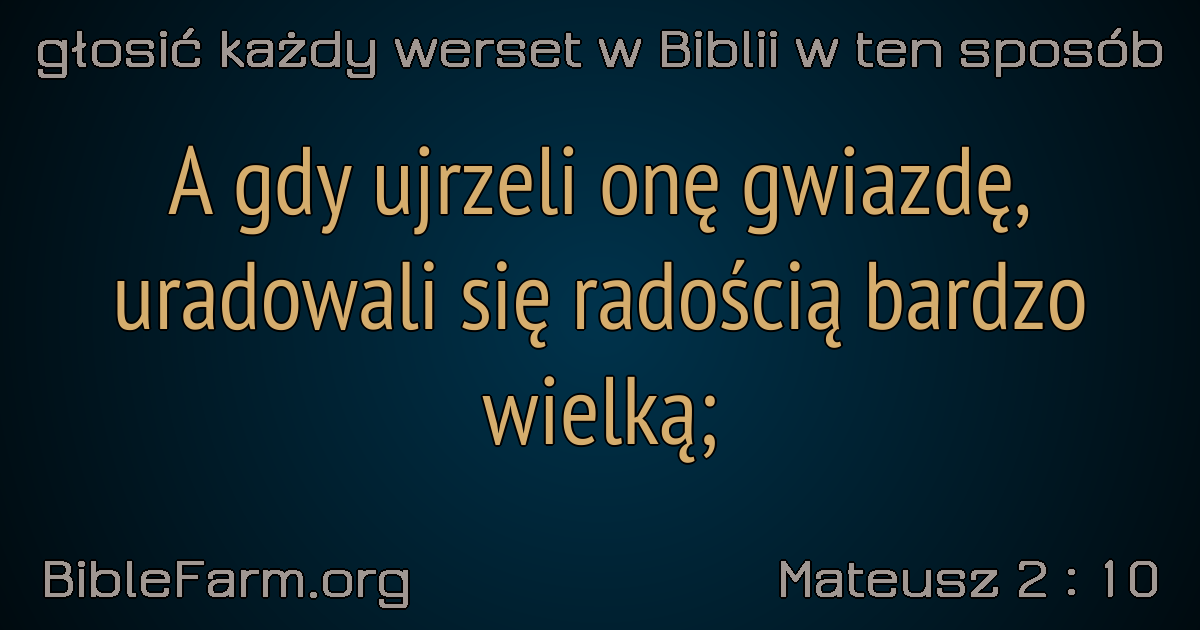 głosić każdy werset w Biblii w ten sposób
A gdy ujrzeli onę gwiazdę,
uradowali się radością bardzo
wielką;
BibleFarm.org
Mateusz 2 : 10